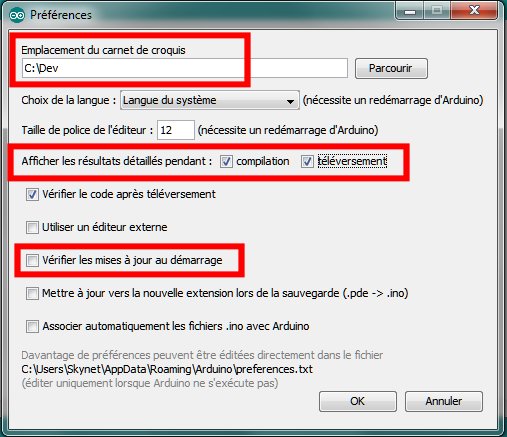 Préférences
Emplacement du carnet de croquis
C:\Dev
Parcourir
Choix de la langue : Langue du système (nécessite un redémarrage d'Arduino)
Taille de police de l'éditeur : 12 (nécessite un redémarrage d'Arduino)
Afficher les résultats détaillés pendant : compilation téléversement
Vérifier le code après téléversement
Utiliser un éditeur externe
Vérifier les mises à jour au démarrage
Mettre à jour vers la nouvelle extension lors de la sauvegarde (.pde -> .ino)
Associer automatiquement les fichiers .ino avec Arduino
Davantage de préférences peuvent être éditées directement dans le fichier
C:\Users\Skynet\AppData\Roaming\Arduino\preferences.txt
(éditer uniquement lorsque Arduino ne s'exécute pas)
OK Annuler